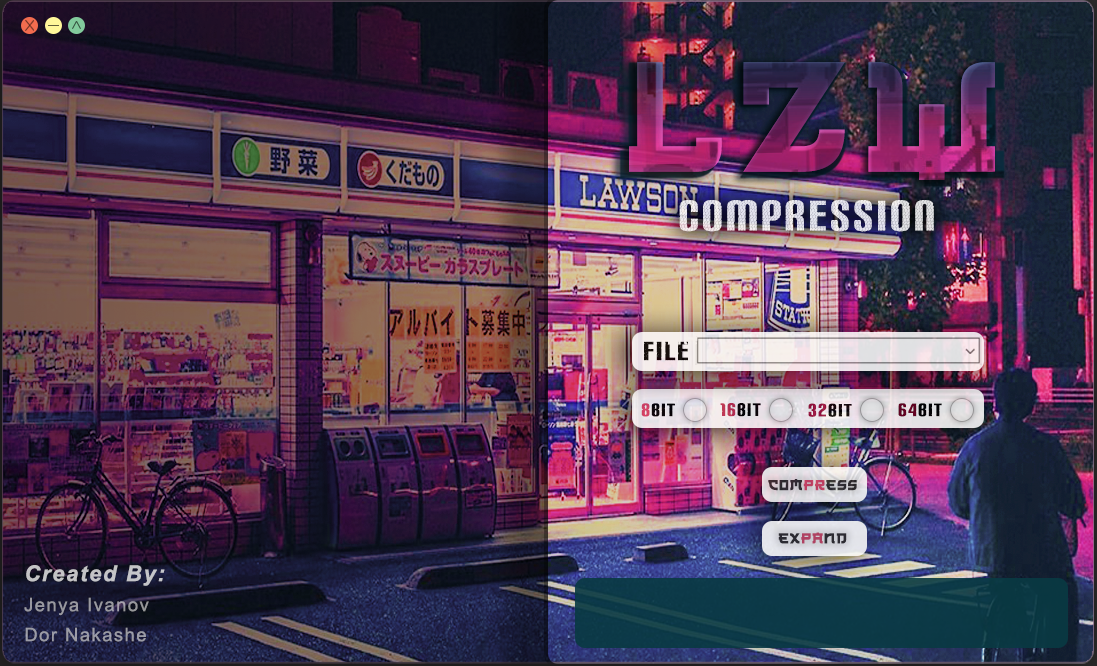 LZW
COMPRESSION
野菜
くだもの
LAWSON
スヌーピー ガラスプレート
アルバイト募集中
STAT
FILE
8BIT 16BIT 32BIT 64BIT
COMPRESS
EXPAND
Created By:
Jenya Ivanov
Dor Nakashe